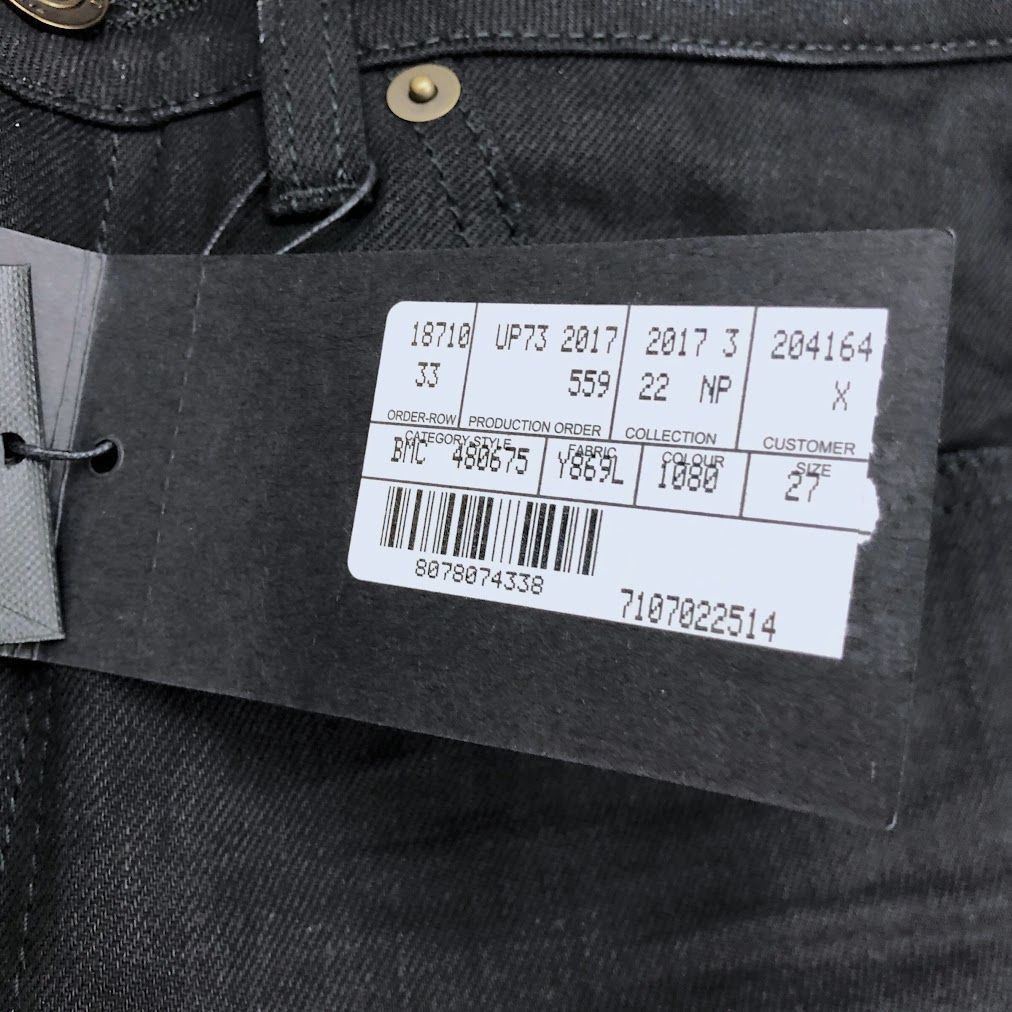 18710 UP73 2017 2017 3 204164
33 559 22 NP X
ORDER-ROW PRODUCTION ORDER COLLECTION CUSTOMER
CATEGORY STYLE FABRIC COLOUR SIZE
BMC 480675 Y869L 1080 27
8078074338
7107022514